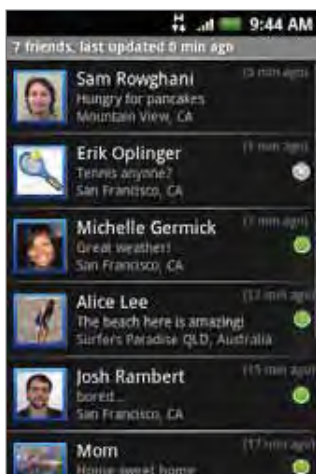 9:44 AM
7 friends, last updated 0 min ago
Sam Rowghani
(5 min ago)
Hungry for pancakes
Mountain View, CA
Erik Oplinger
(1 min ago)
Tennis anyone?
San Francisco, CA
Michelle Germick
(7 min ago)
Great weather!
San Francisco, CA
Alice Lee
(12 min ago)
The beach here is amazing!
Surfers Paradise QLD, Australia
Josh Rambert
(15 min ago)
bored...
San Francisco, CA
Mom
(17 min ago)
Home sweet home